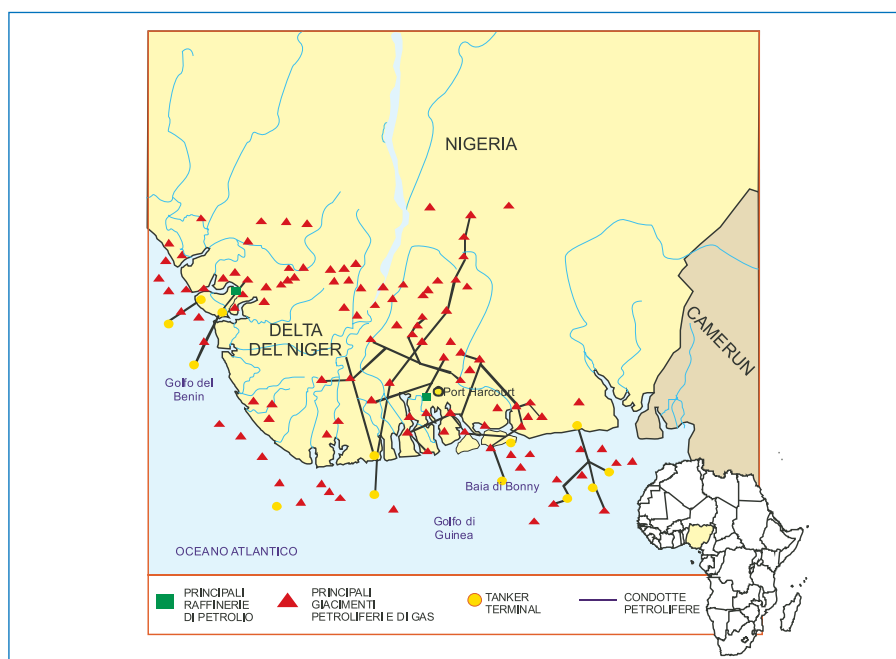 NIGERIA
CAMERUN
DELTA
DEL NIGER
Port Harcourt
Golfo del
Benin
Baia di Bonny
Golfo di
Guinea
OCEANO ATLANTICO
PRINCIPALI
RAFFINERIE
DI PETROLIO
PRINCIPALI
GIACIMENTI
PETROLIFERI E DI GAS
TANKER
TERMINAL
CONDOTTE
PETROLIFERE